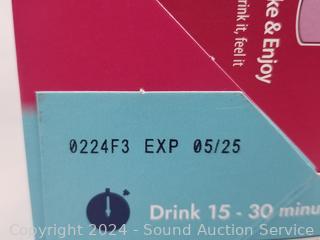 ke & Enjoy
rink it, feel it
0224F3 EXP 05/25
Drink 15 - 30 minu
Copyright 2024 - Sound Auction Service